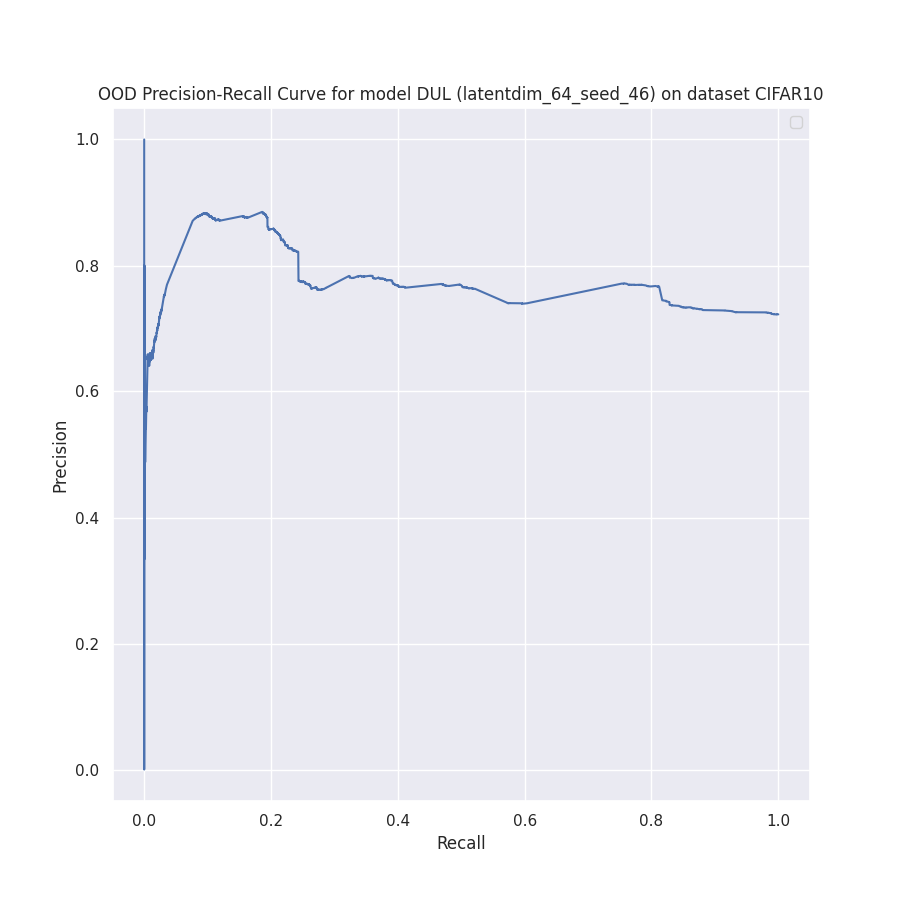 OOD Precision-Recall Curve for model DUL (latentdim_64_seed_46) on dataset CIFAR10
1.0
0.8
0.6
0.4
0.2
0.0
Precision
0.0 0.2 0.4 0.6 0.8 1.0
Recall